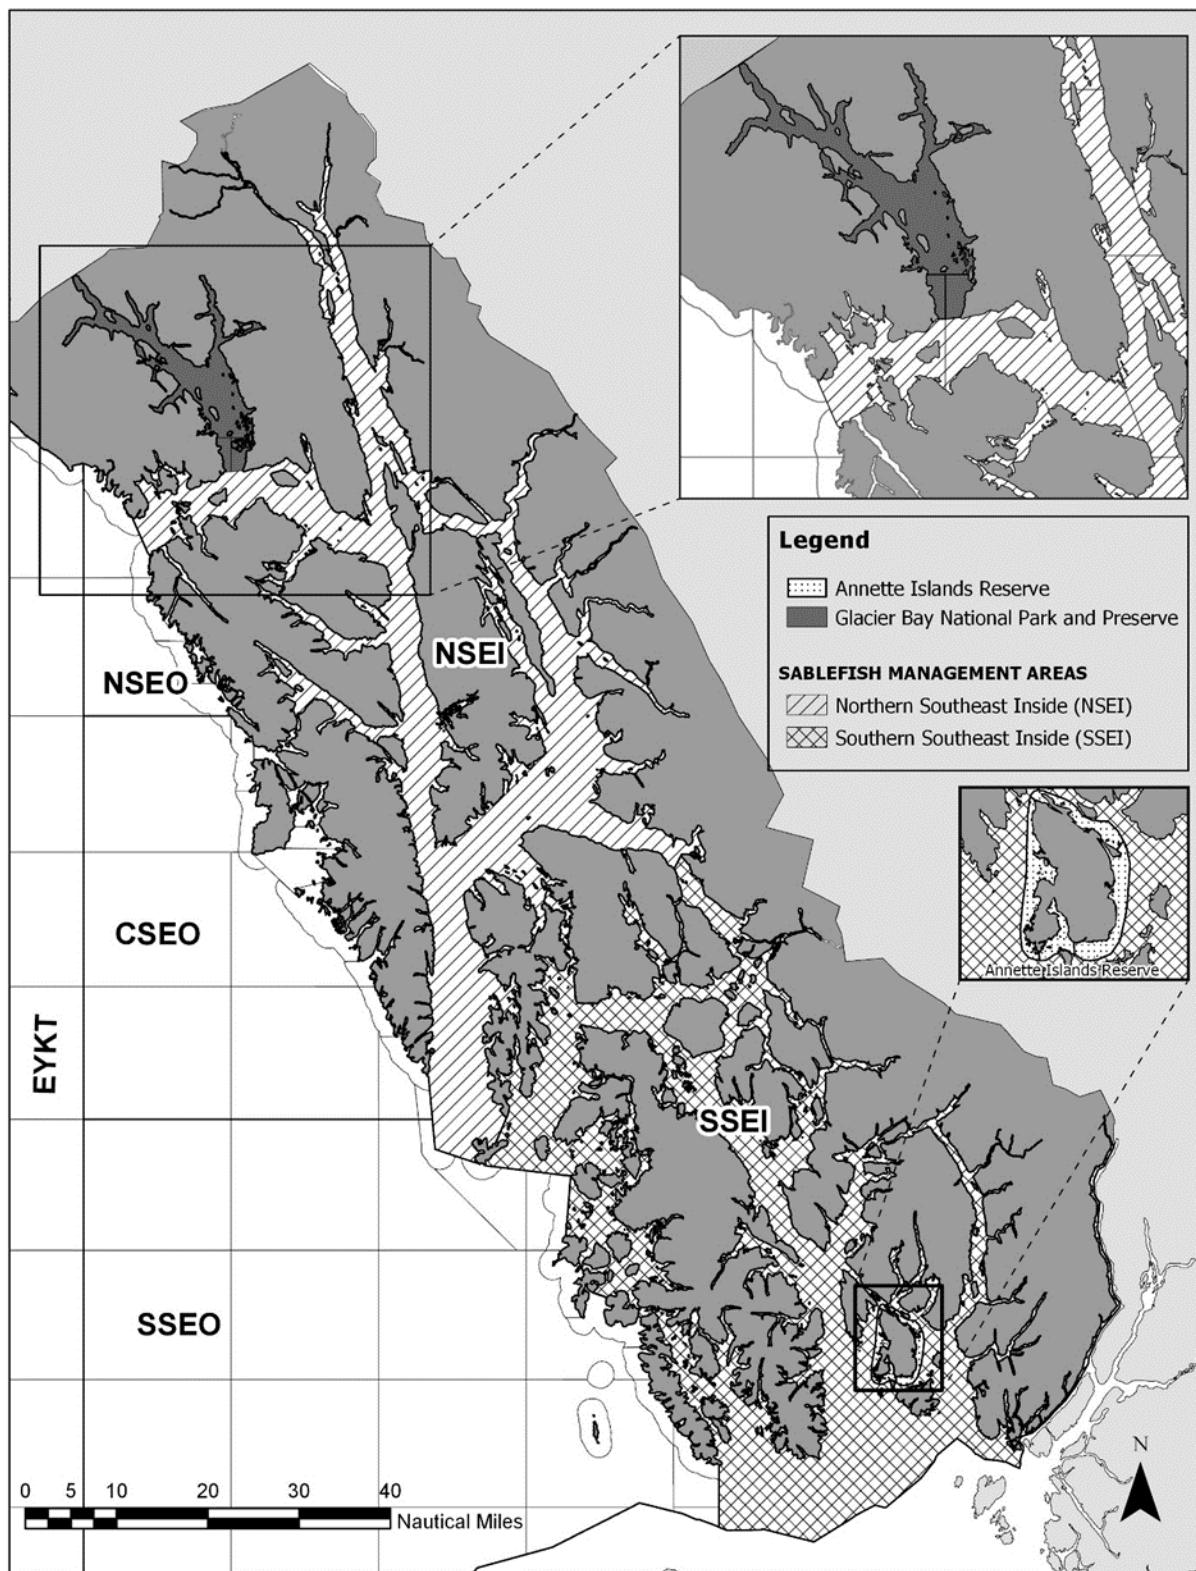 Legend
Annette Islands Reserve
Glacier Bay National Park and Preserve
SABLEFISH MANAGEMENT AREAS
Northern Southeast Inside (NSEI)
Southern Southeast Inside (SSEI)
NSEI
NSEO
CSEO
Annette Islands Reserve
EYKT
SSEI
SSEO
N
0 5 10 20 30 40
Nautical Miles